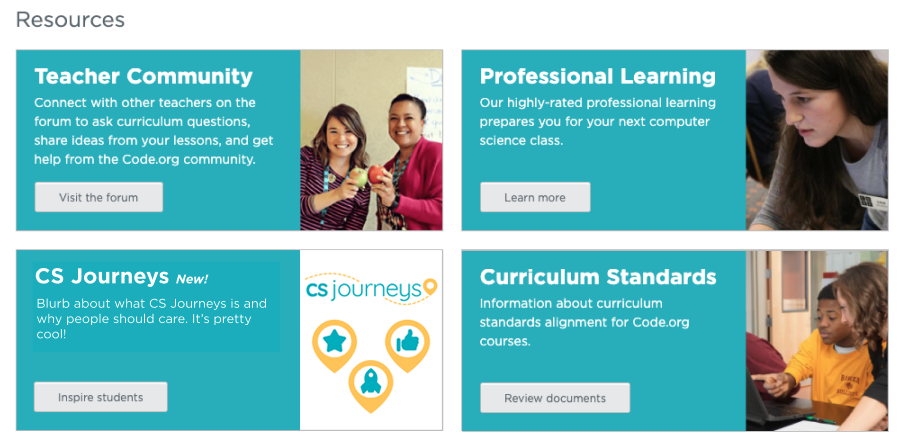 Resources
Teacher Community
Connect with other teachers on the
forum to ask curriculum questions,
share ideas from your lessons, and get
help from the Code.org community.
Visit the forum
Professional Learning
Our highly-rated professional learning
prepares you for your next computer
science class.
Learn more
CS Journeys New!
Blurb about what CS Journeys is and
why people should care. It's pretty
cool!
Inspire students
cs journeys
Curriculum Standards
Information about curriculum
standards alignment for Code.org
courses.
Review documents